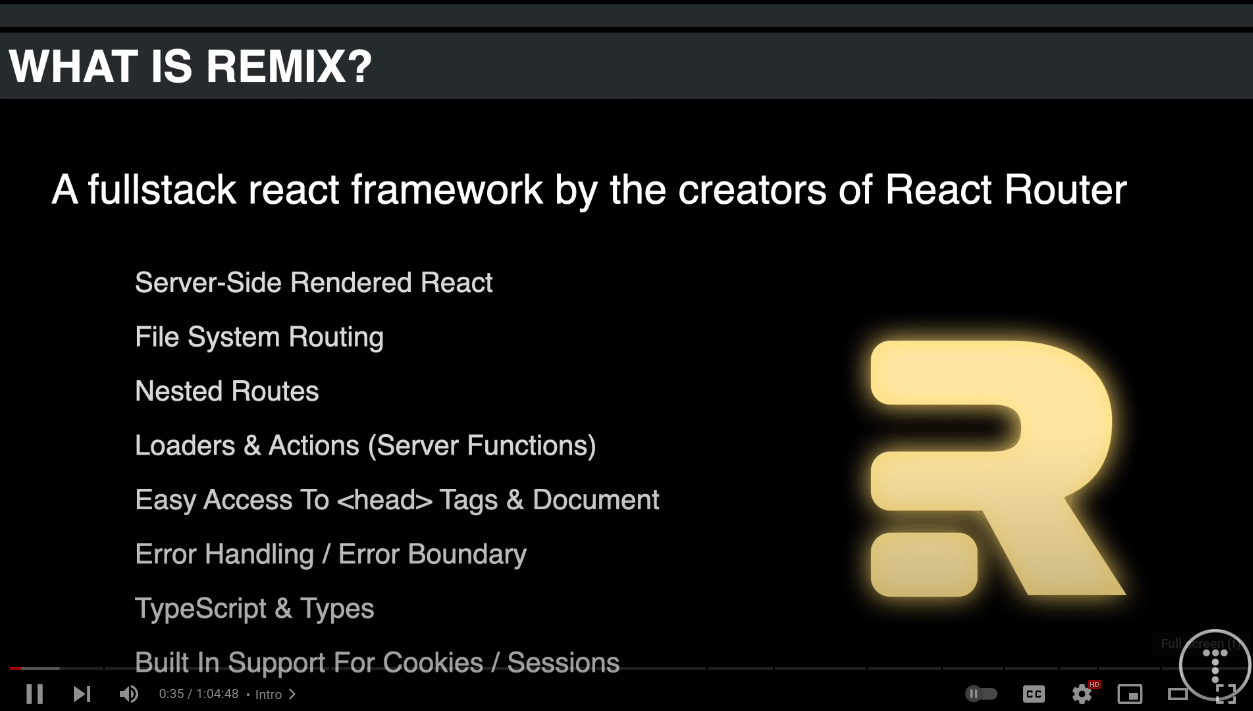 WHAT IS REMIX?
A fullstack react framework by the creators of React Router
Server-Side Rendered React
File System Routing
Nested Routes
Loaders & Actions (Server Functions)
Easy Access To <head> Tags & Document
Error Handling / Error Boundary
TypeScript & Types
Built In Support For Cookies / Sessions
Full screen (f)
0:35 / 1:04:48 • Intro
CC
HD